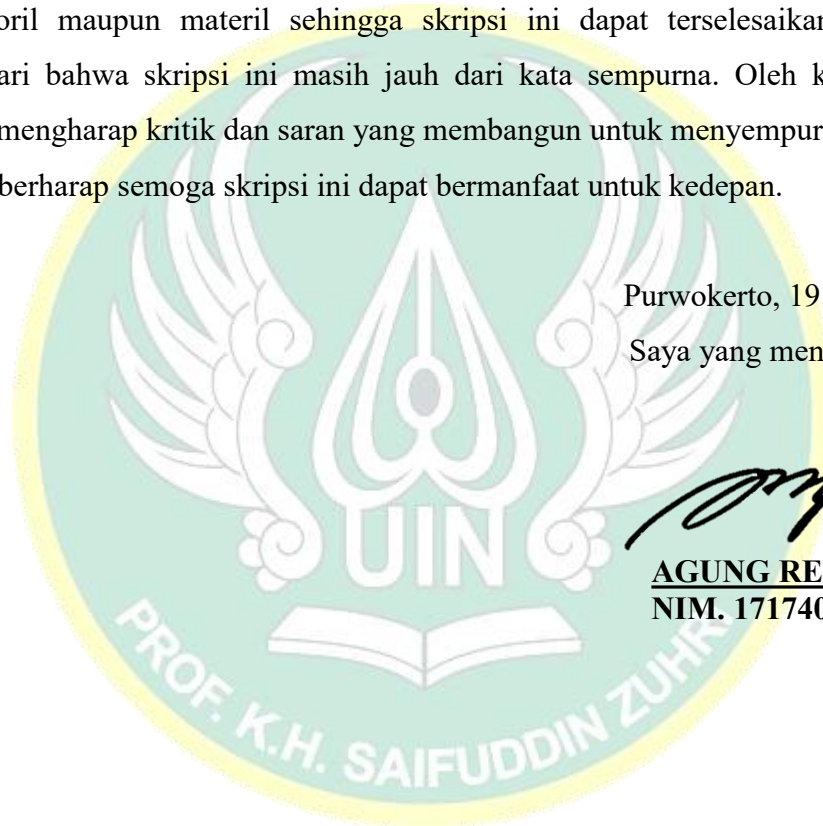 oril maupun materil sehingga skripsi ini dapat terselesaikan
ari bahwa skripsi ini masih jauh dari kata sempurna. Oleh k
mengharap kritik dan saran yang membangun untuk menyempur
berharap semoga skripsi ini dapat bermanfaat untuk kedepan.
Purwokerto, 19
Saya yang men
AGUNG RE
NIM. 171740
UIN
PROF. K.H. SAIFUDDIN ZUHRI